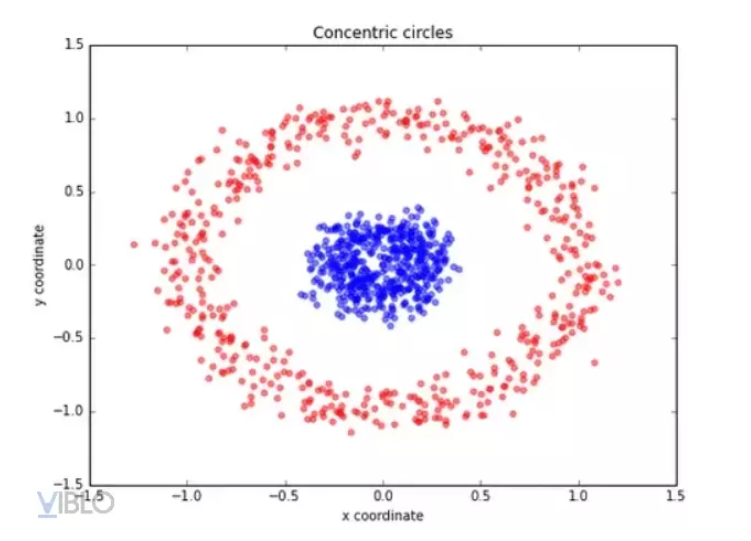 Concentric circles
1.5
1.0
0.5
0.0
−0.5
−1.0
−1.5
y coordinate
−1.5 −1.0 −0.5 0.0 0.5 1.0 1.5
x coordinate
VIBLO